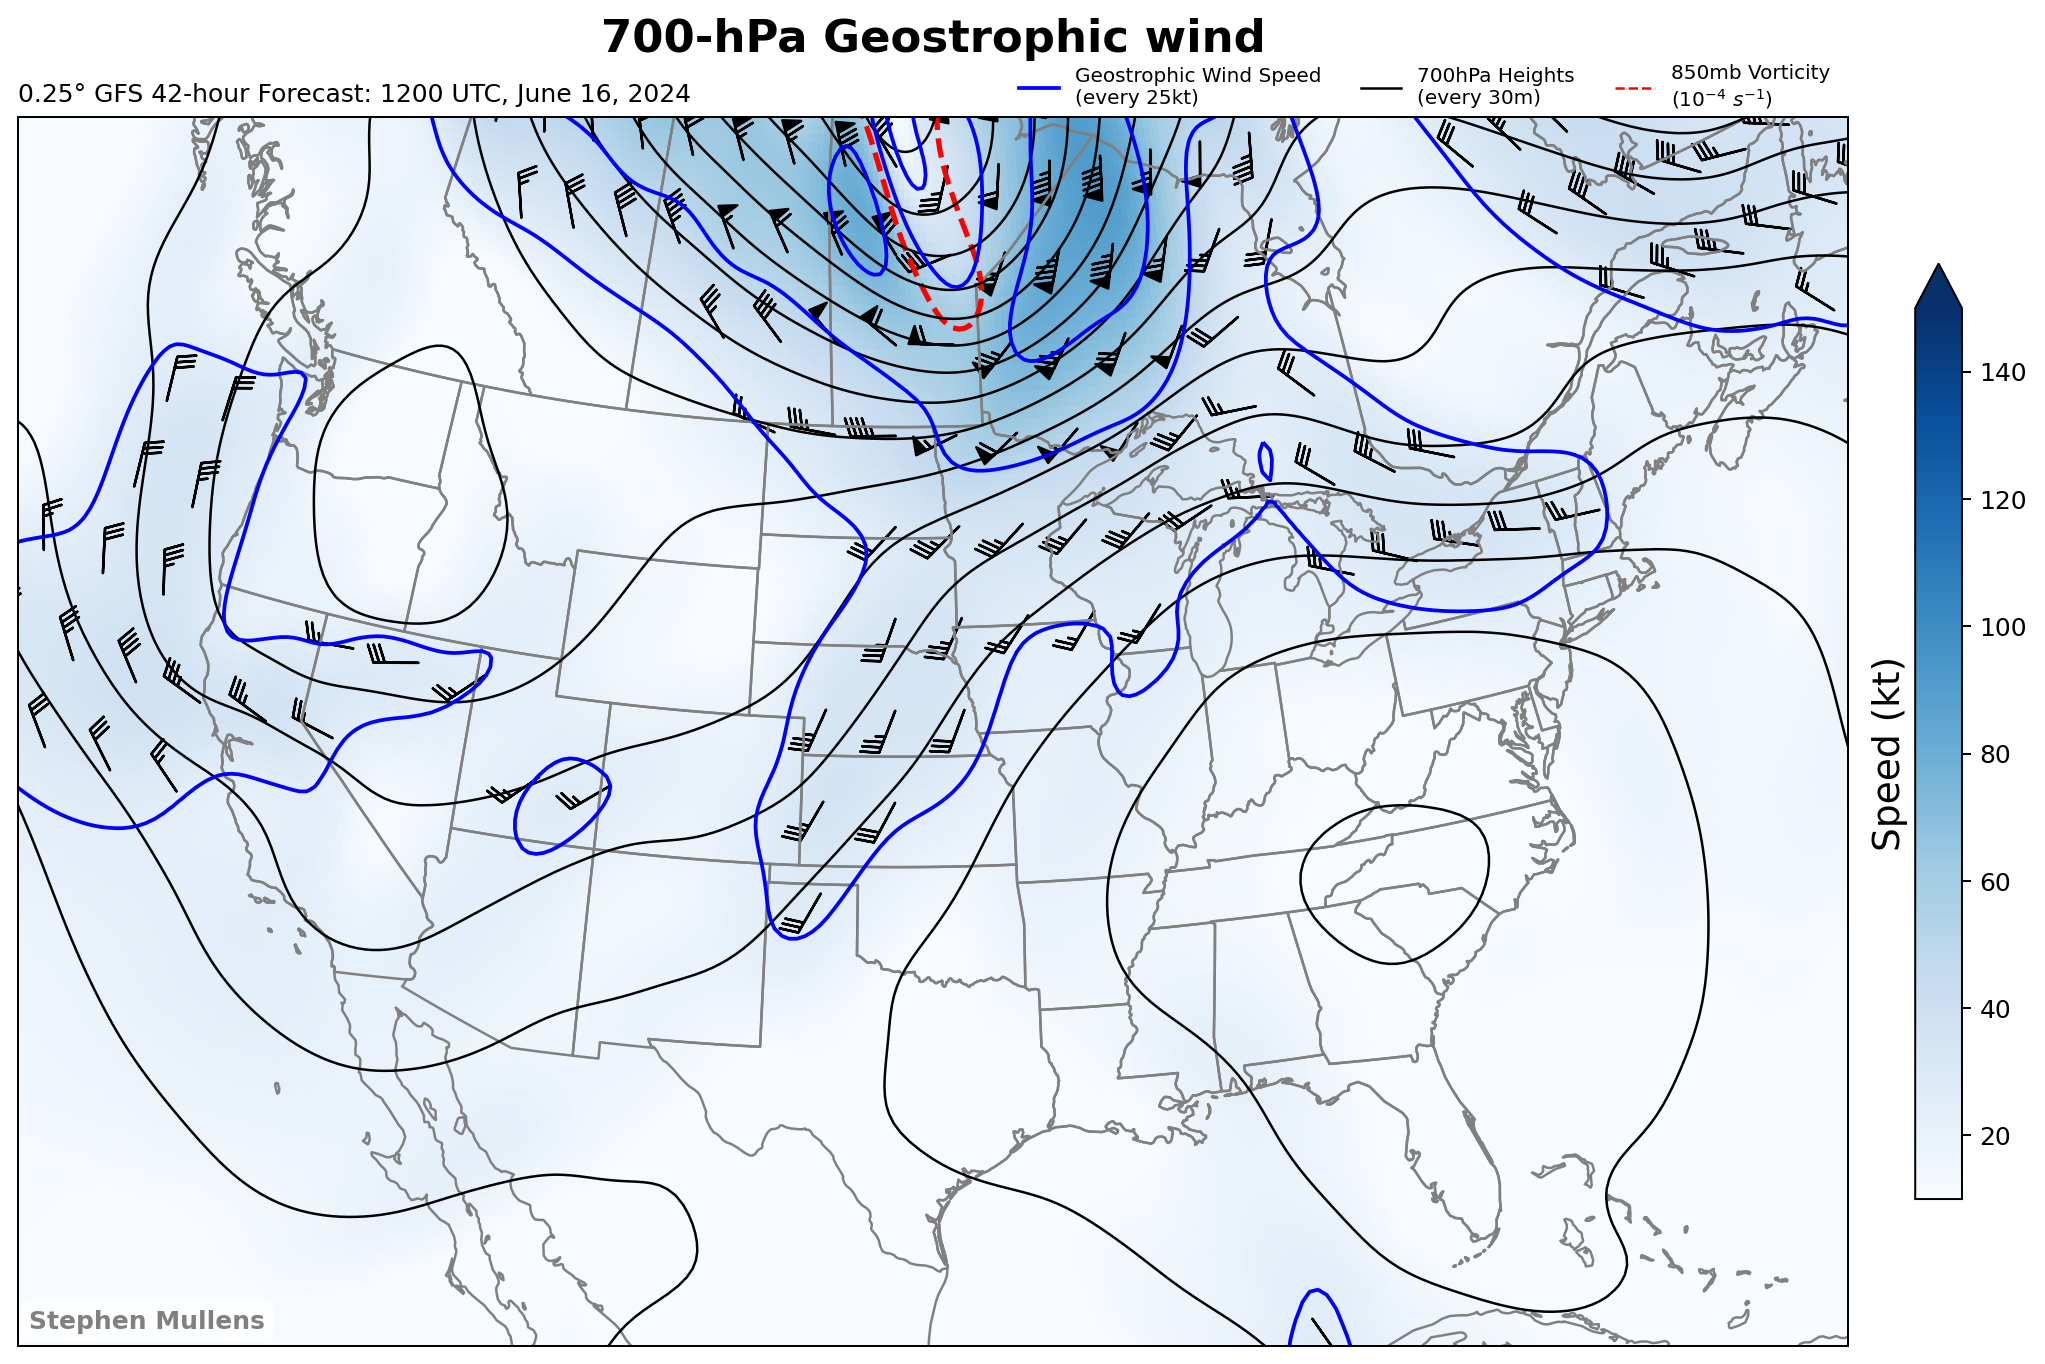 700-hPa Geostrophic wind
0.25° GFS 42-hour Forecast: 1200 UTC, June 16, 2024
Geostrophic Wind Speed
(every 25kt)
700hPa Heights
(every 30m)
850mb Vorticity
(10⁻⁴ s⁻¹)
140
120
100
80
60
40
20
Speed (kt)
Stephen Mullens